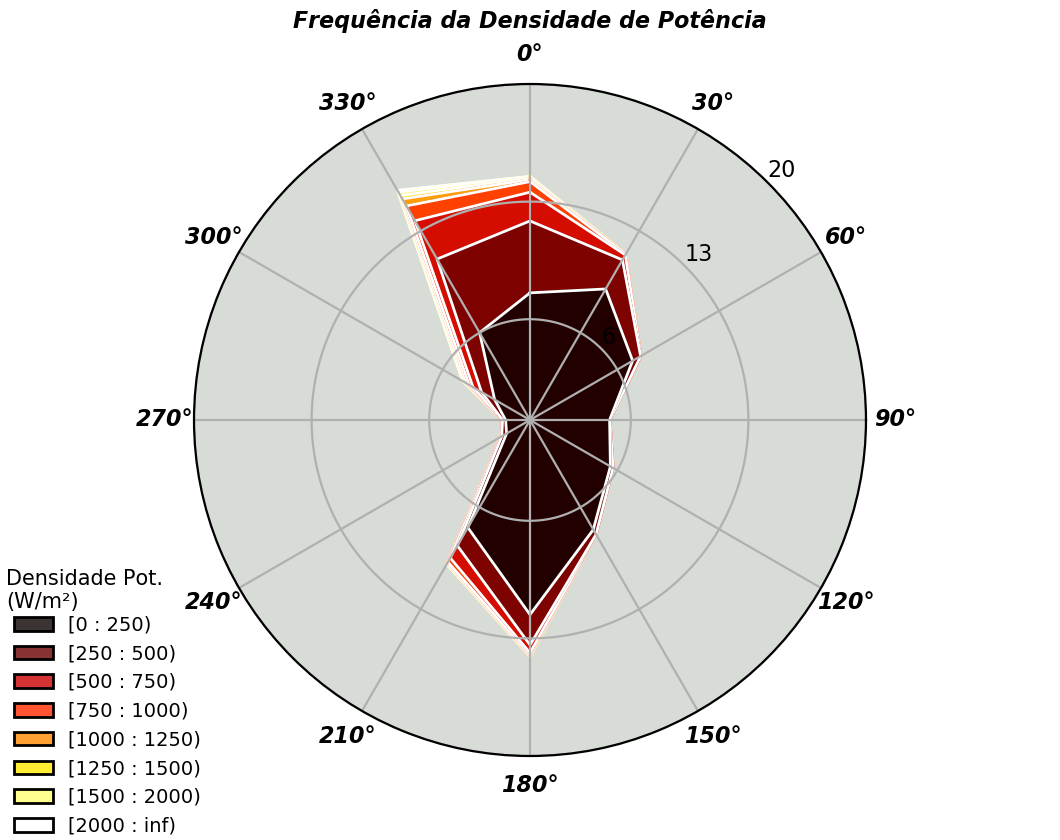 Frequência da Densidade de Potência
0°
330°
30°
20
300°
60°
13
6
270°
90°
240°
120°
210°
150°
180°
Densidade Pot.
(W/m²)
[0 : 250)
[250 : 500)
[500 : 750)
[750 : 1000)
[1000 : 1250)
[1250 : 1500)
[1500 : 2000)
[2000 : inf)